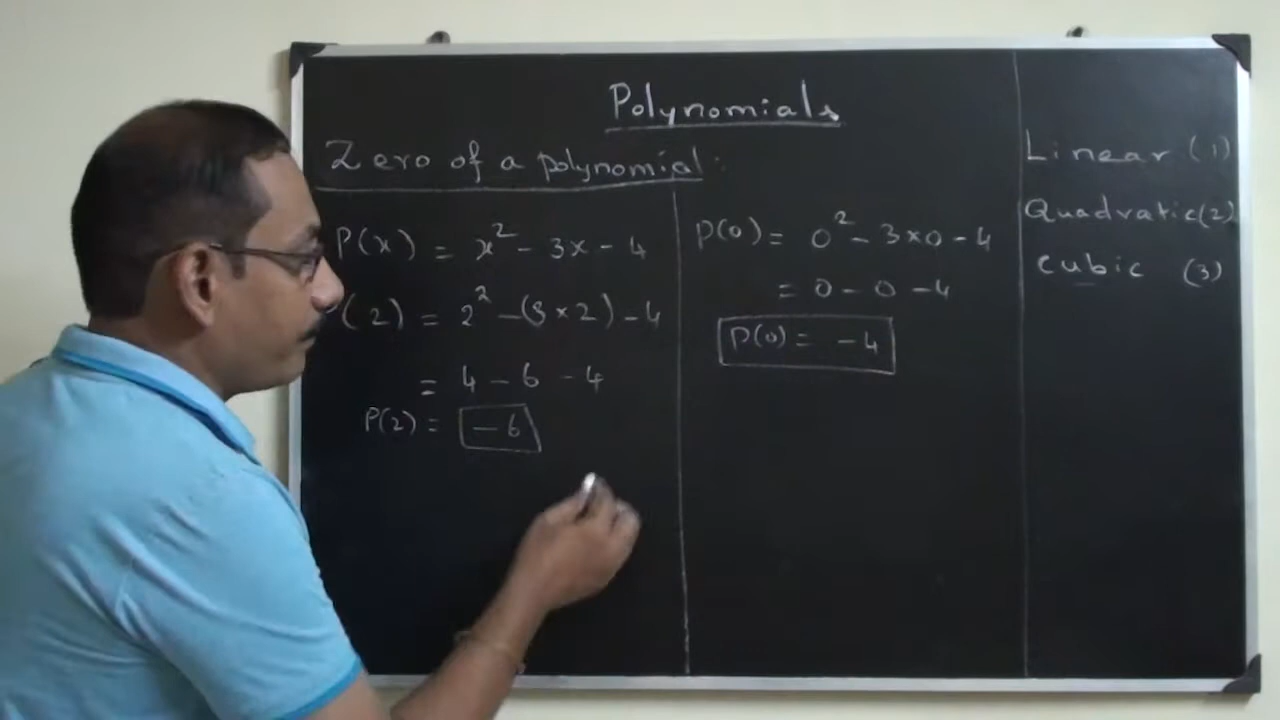 Polynomials
Zero of a polynomial:
P(x) = x² - 3x - 4
(2) = 2² - (3 × 2) - 4
= 4 - 6 - 4
P(2) = -6
P(0) = 0² - 3×0 - 4
= 0 - 0 - 4
P(0) = -4
Linear (1)
Quadratic (2)
cubic (3)